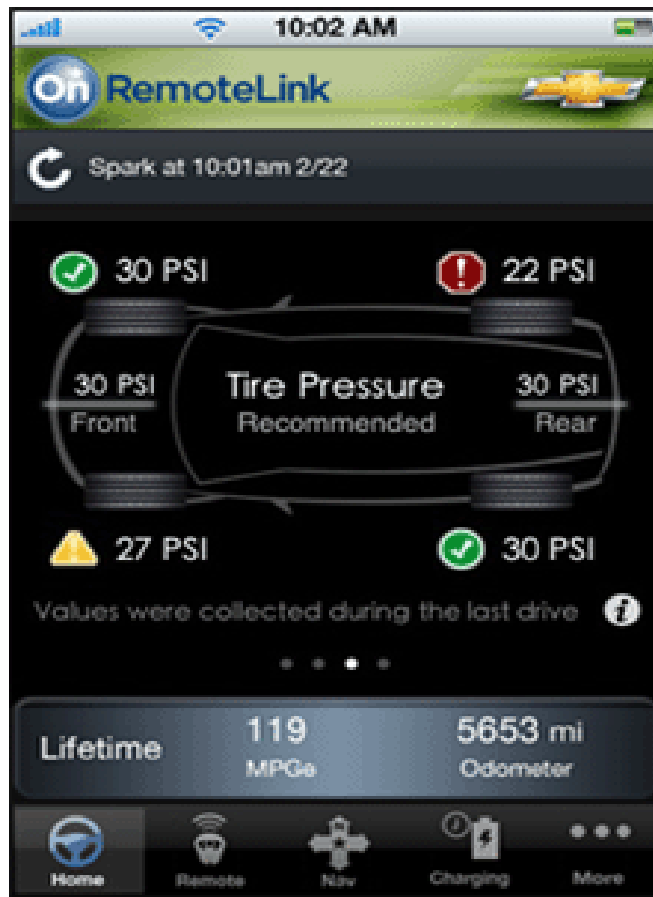 10:02 AM
On RemoteLink
Spark at 10:01am 2/22
30 PSI 22 PSI
30 PSI Tire Pressure 30 PSI
Front Recommended Rear
27 PSI 30 PSI
Values were collected during the last drive i
Lifetime 119 5653 mi
MPGe Odometer
Home Remote Nav Charging More